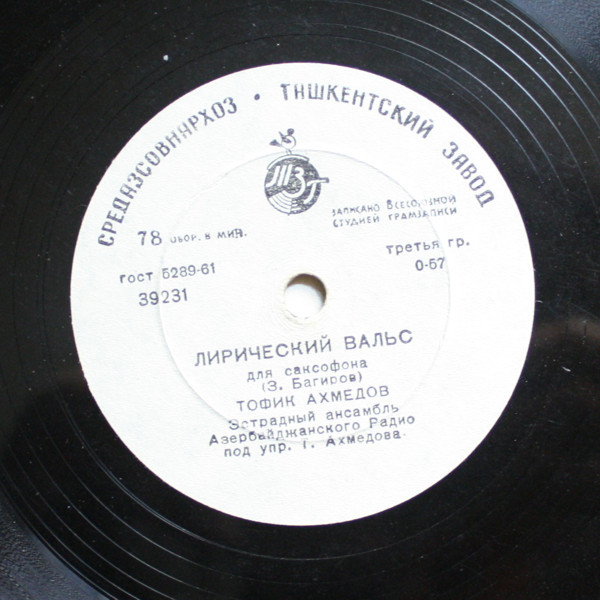 СРЕДАЗСОВНАРХОЗ • ТАШКЕНТСКИЙ ЗАВОД
ТЗГ
ЗАПИСАНО ВСЕСОЮЗНОЙ
СТУДИЕЙ ГРАМЗАПИСИ
78 ОБОР. В МИН.
ГОСТ 5289-61
39231
третья гр.
0-57
ЛИРИЧЕСКИЙ ВАЛЬС
для саксофона
(З. Багиров)
ТОФИК АХМЕДОВ
Эстрадный ансамбль
Азербайджанского Радио
под упр. Т. Ахмедова.